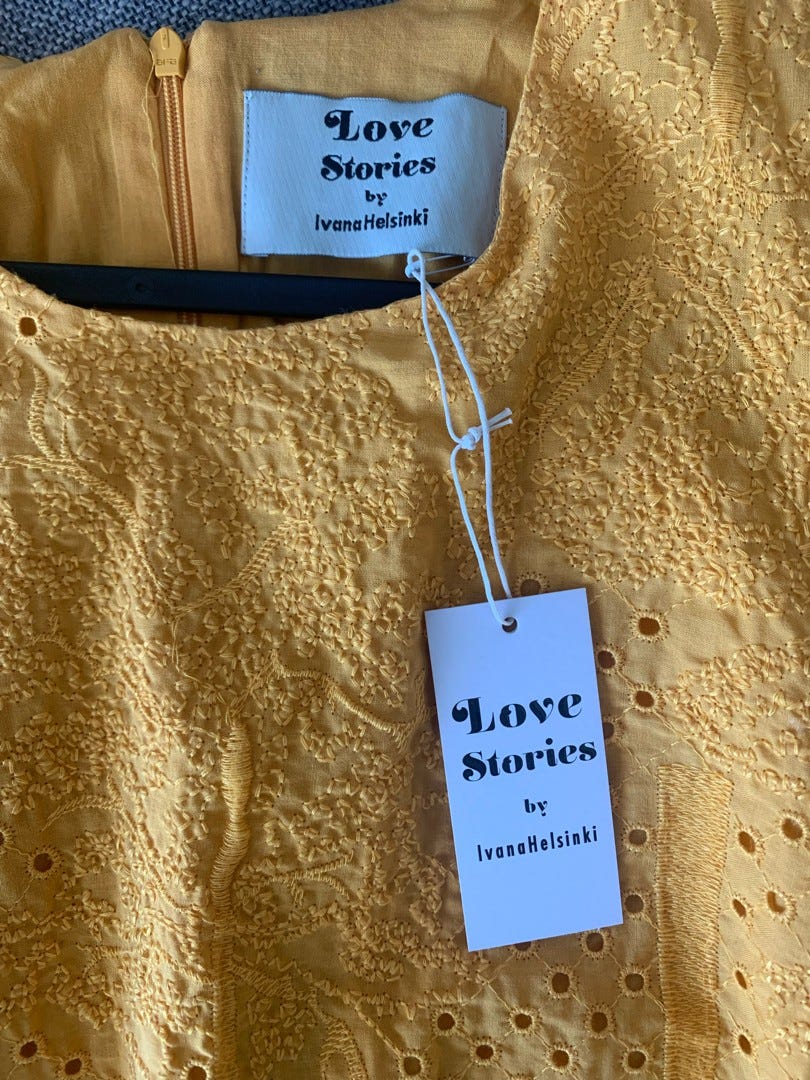 Love
Stories
by
IvanaHelsinki
Love
Stories
by
IvanaHelsinki